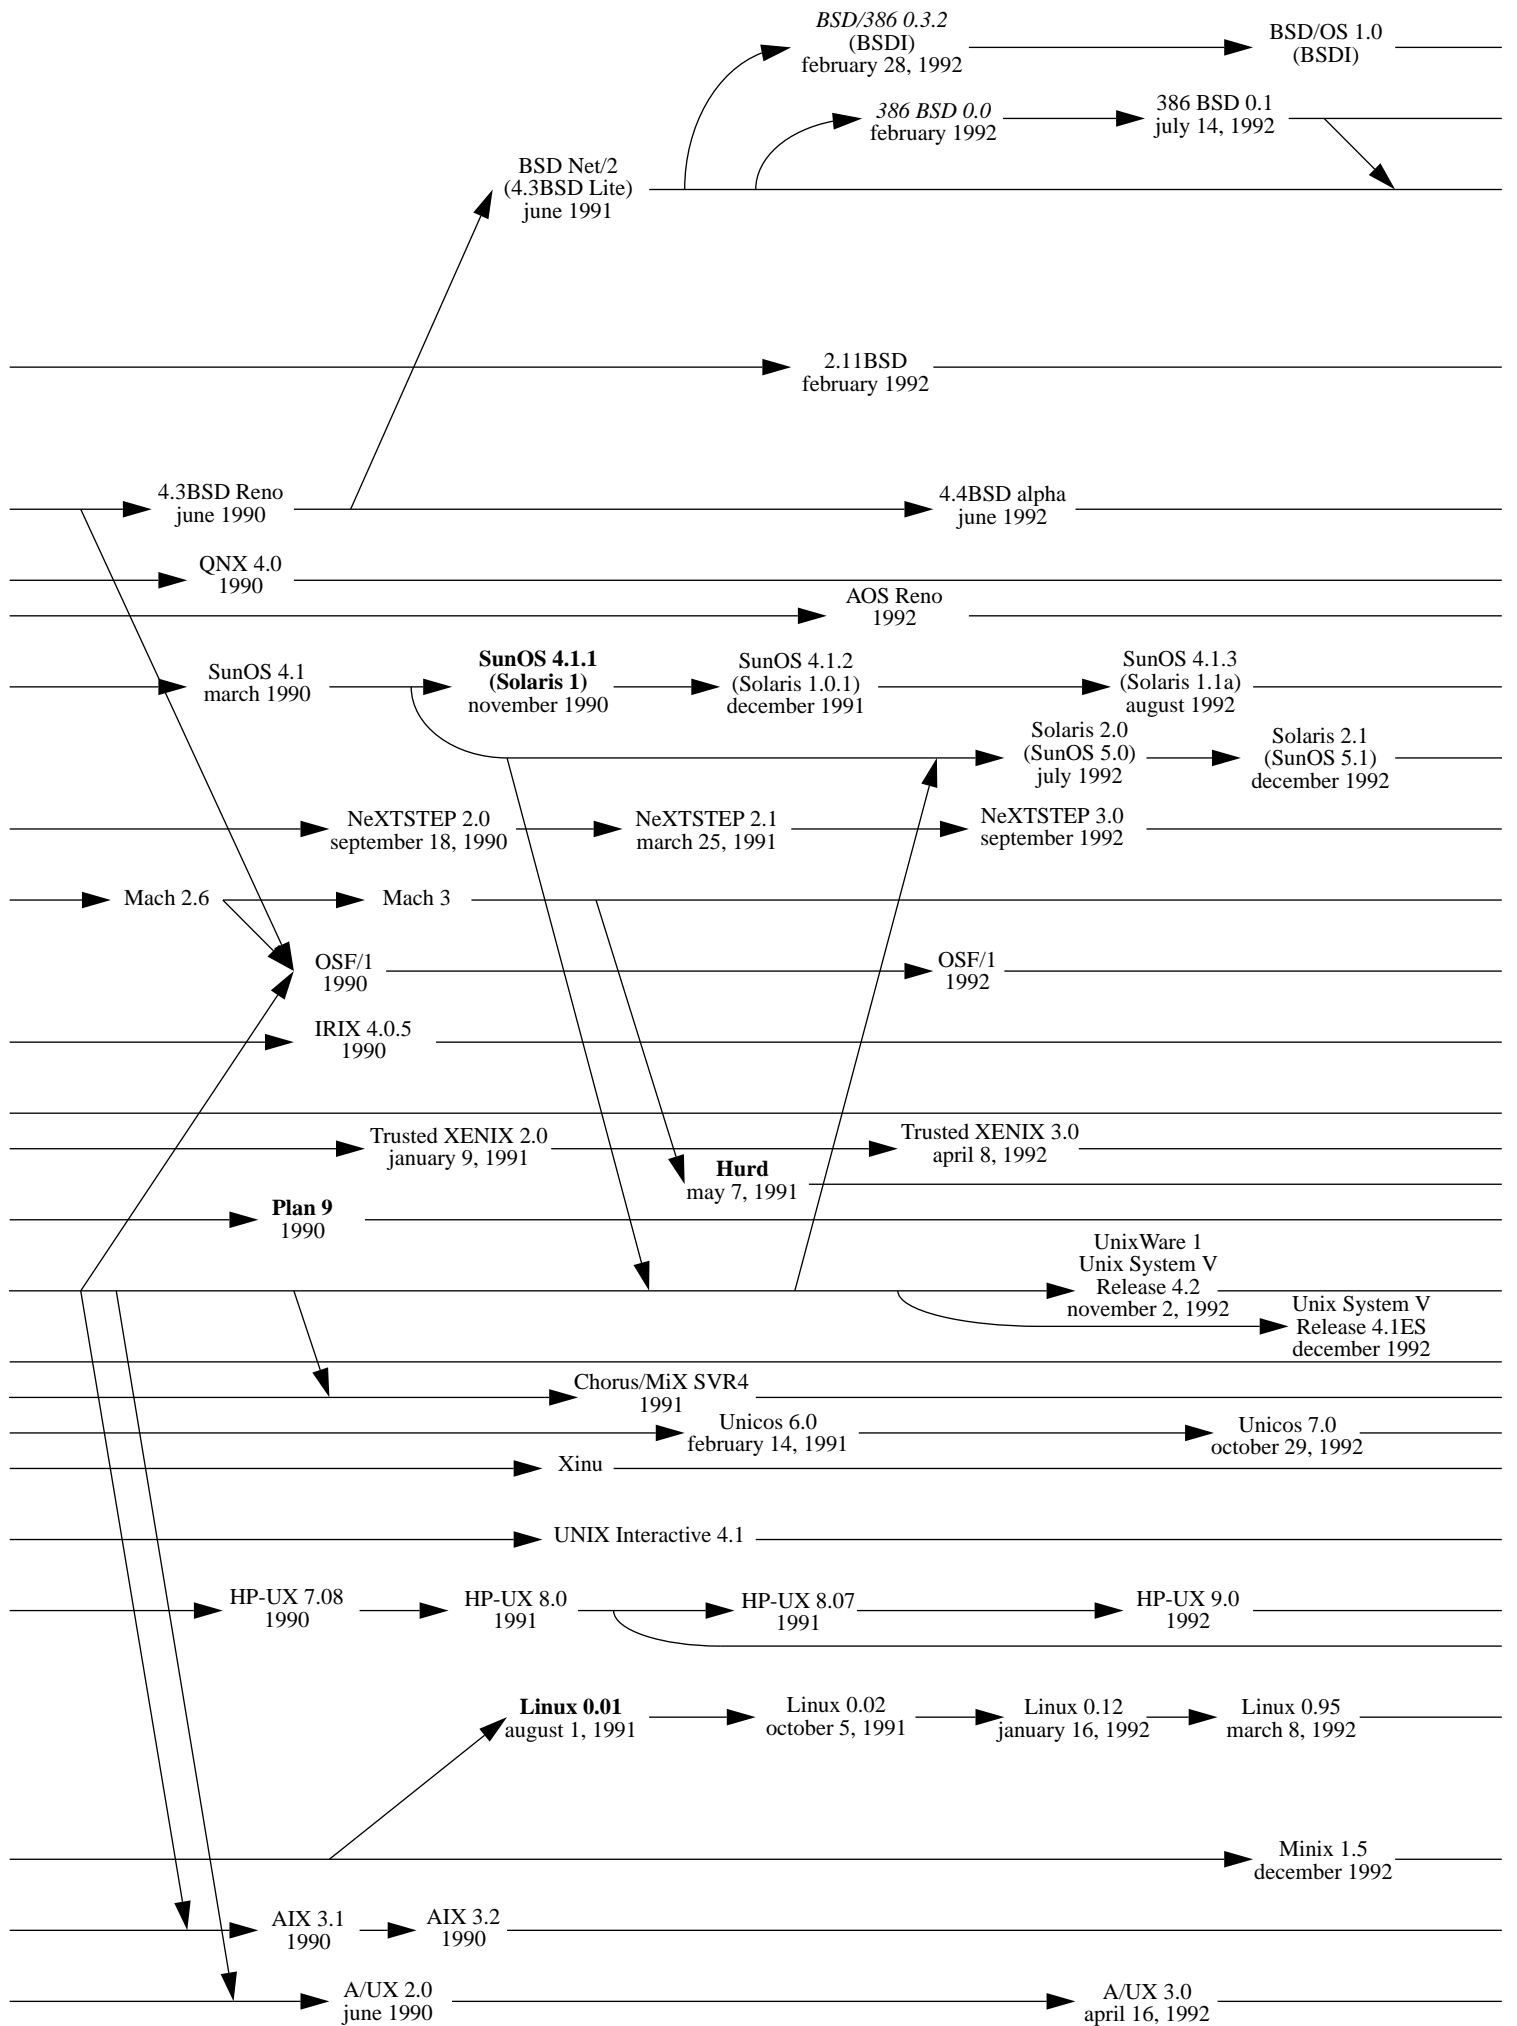 BSD/386 0.3.2
(BSDI)
february 28, 1992
BSD/OS 1.0
(BSDI)
386 BSD 0.0
february 1992
386 BSD 0.1
july 14, 1992
BSD Net/2
(4.3BSD Lite)
june 1991
2.11BSD
february 1992
4.3BSD Reno
june 1990
4.4BSD alpha
june 1992
QNX 4.0
1990
AOS Reno
1992
SunOS 4.1
march 1990
SunOS 4.1.1
(Solaris 1)
november 1990
SunOS 4.1.2
(Solaris 1.0.1)
december 1991
SunOS 4.1.3
(Solaris 1.1a)
august 1992
Solaris 2.0
(SunOS 5.0)
july 1992
Solaris 2.1
(SunOS 5.1)
december 1992
NeXTSTEP 2.0
september 18, 1990
NeXTSTEP 2.1
march 25, 1991
NeXTSTEP 3.0
september 1992
Mach 2.6
Mach 3
OSF/1
1990
OSF/1
1992
IRIX 4.0.5
1990
Trusted XENIX 2.0
january 9, 1991
Trusted XENIX 3.0
april 8, 1992
Hurd
may 7, 1991
Plan 9
1990
UnixWare 1
Unix System V
Release 4.2
november 2, 1992
Unix System V
Release 4.1ES
december 1992
Chorus/MiX SVR4
1991
Unicos 6.0
february 14, 1991
Unicos 7.0
october 29, 1992
Xinu
UNIX Interactive 4.1
HP-UX 7.08
1990
HP-UX 8.0
1991
HP-UX 8.07
1991
HP-UX 9.0
1992
Linux 0.01
august 1, 1991
Linux 0.02
october 5, 1991
Linux 0.12
january 16, 1992
Linux 0.95
march 8, 1992
Minix 1.5
december 1992
AIX 3.1
1990
AIX 3.2
1990
A/UX 2.0
june 1990
A/UX 3.0
april 16, 1992